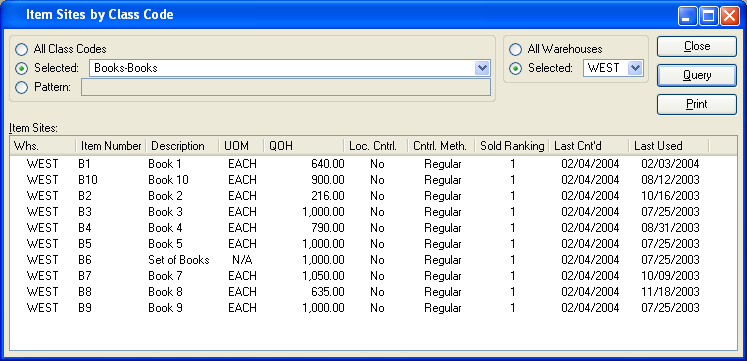 Item Sites by Class Code
All Class Codes
Selected: Books-Books
Pattern:
All Warehouses
Selected: WEST
Close
Query
Print
Item Sites:
Whs. Item Number Description UOM QOH Loc. Cntrl. Cntrl. Meth. Sold Ranking Last Cnt'd Last Used
WEST B1 Book 1 EACH 640.00 No Regular 1 02/04/2004 02/03/2004
WEST B10 Book 10 EACH 900.00 No Regular 1 02/04/2004 08/12/2003
WEST B2 Book 2 EACH 216.00 No Regular 1 02/04/2004 10/16/2003
WEST B3 Book 3 EACH 1,000.00 No Regular 1 02/04/2004 07/25/2003
WEST B4 Book 4 EACH 790.00 No Regular 1 02/04/2004 08/31/2003
WEST B5 Book 5 EACH 1,000.00 No Regular 1 02/04/2004 07/25/2003
WEST B6 Set of Books N/A 1,000.00 No Regular 1 02/04/2004 07/25/2003
WEST B7 Book 7 EACH 1,050.00 No Regular 1 02/04/2004 10/09/2003
WEST B8 Book 8 EACH 635.00 No Regular 1 02/04/2004 11/18/2003
WEST B9 Book 9 EACH 1,000.00 No Regular 1 02/04/2004 07/25/2003